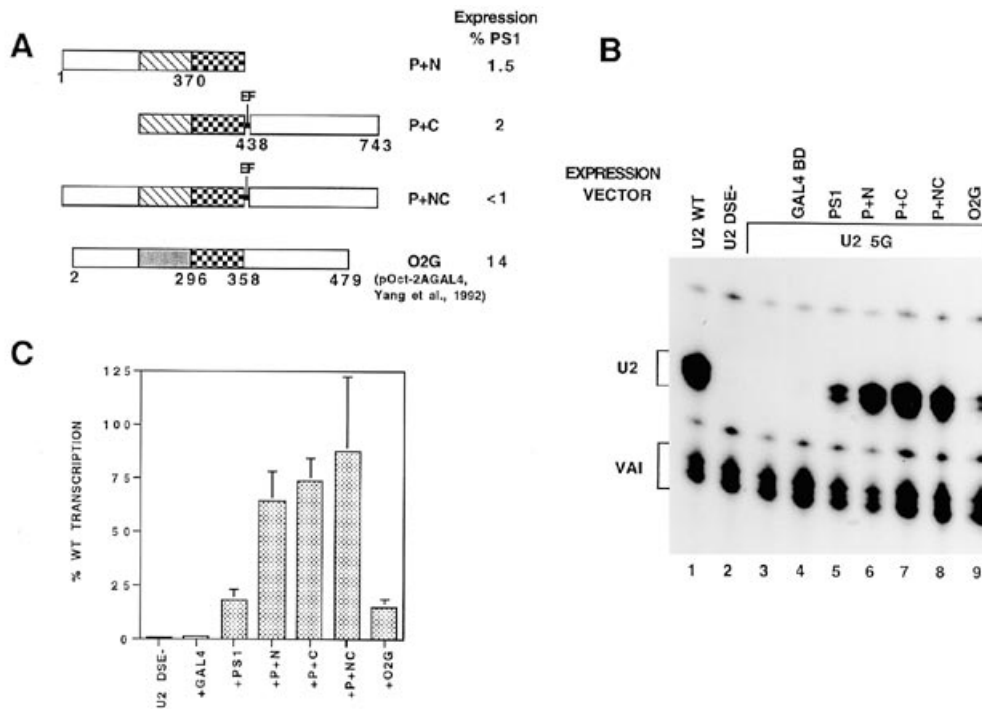 A
Expression
% PS1
1
370
P+N
1.5
EF
438
743
P+C
2
EF
P+NC
<1
2
296
358
479
O2G
14
(pOct-2AGAL4,
Yang et al., 1992)
B
EXPRESSION
VECTOR
U2 WT
U2 DSE-
GAL4 BD
PS1
P+N
P+C
P+NC
O2G
U2 5G
U2
VAI
1 2 3 4 5 6 7 8 9
C
% WT TRANSCRIPTION
125
100
75
50
25
0
U2 DSE-
+GAL4
+PS1
+P+N
+P+C
+P+NC
+O2G